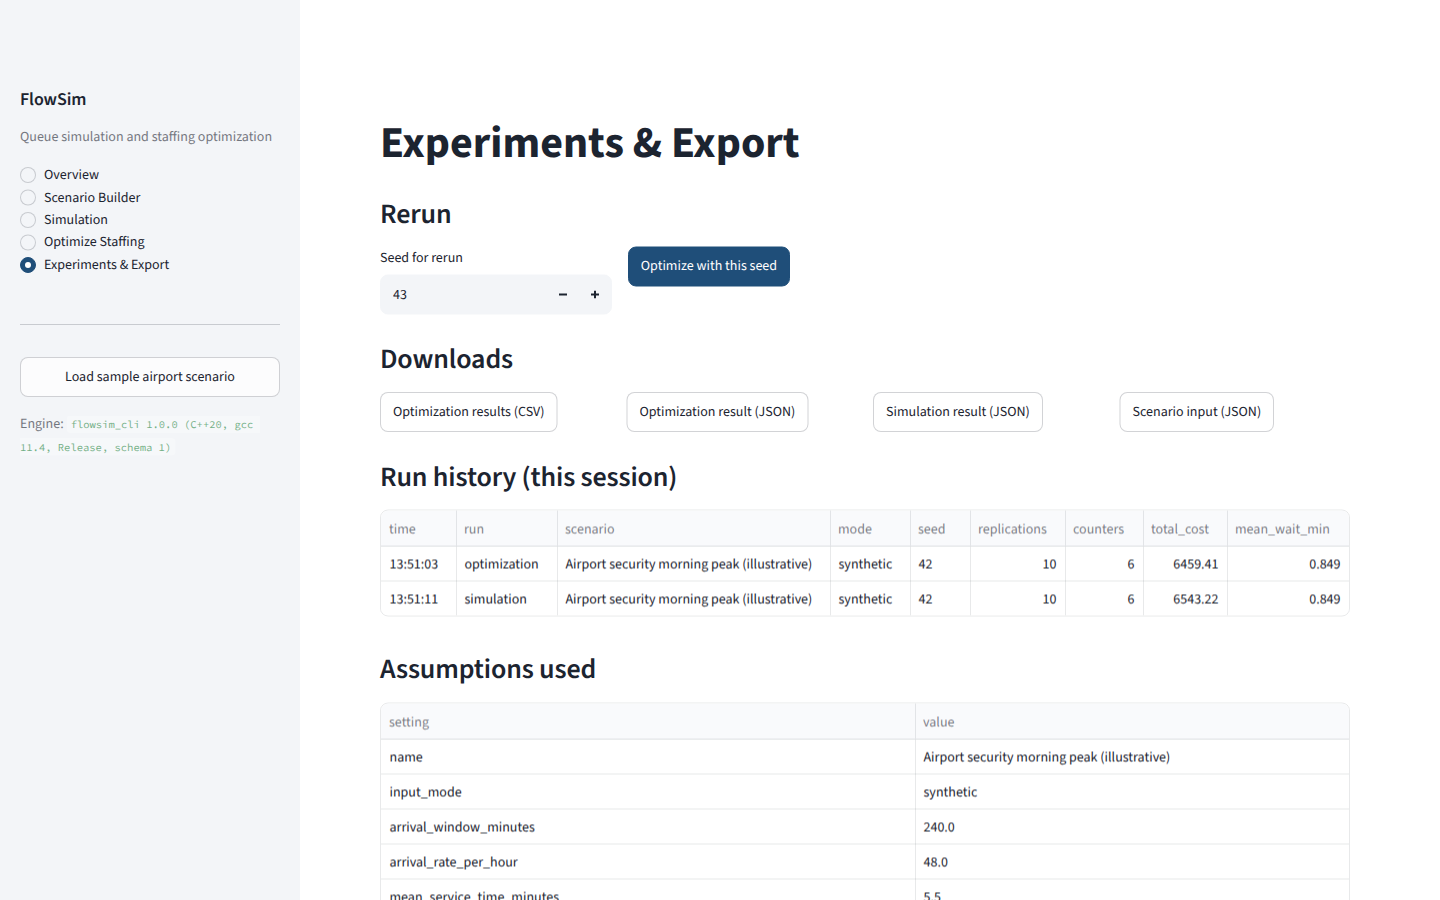 FlowSim
Queue simulation and staffing optimization
Overview
Scenario Builder
Simulation
Optimize Staffing
Experiments & Export
Load sample airport scenario
Engine: flowsim_cli 1.0.0 (C++20, gcc
11.4, Release, schema 1)
Experiments & Export
Rerun
Seed for rerun
43
Optimize with this seed
Downloads
Optimization results (CSV) Optimization result (JSON) Simulation result (JSON) Scenario input (JSON)
Run history (this session)
time run scenario mode seed replications counters total_cost mean_wait_min
13:51:03 optimization Airport security morning peak (illustrative) synthetic 42 10 6 6459.41 0.849
13:51:11 simulation Airport security morning peak (illustrative) synthetic 42 10 6 6543.22 0.849
Assumptions used
setting value
name Airport security morning peak (illustrative)
input_mode synthetic
arrival_window_minutes 240.0
arrival_rate_per_hour 48.0
mean_service_time_minutes 5.5